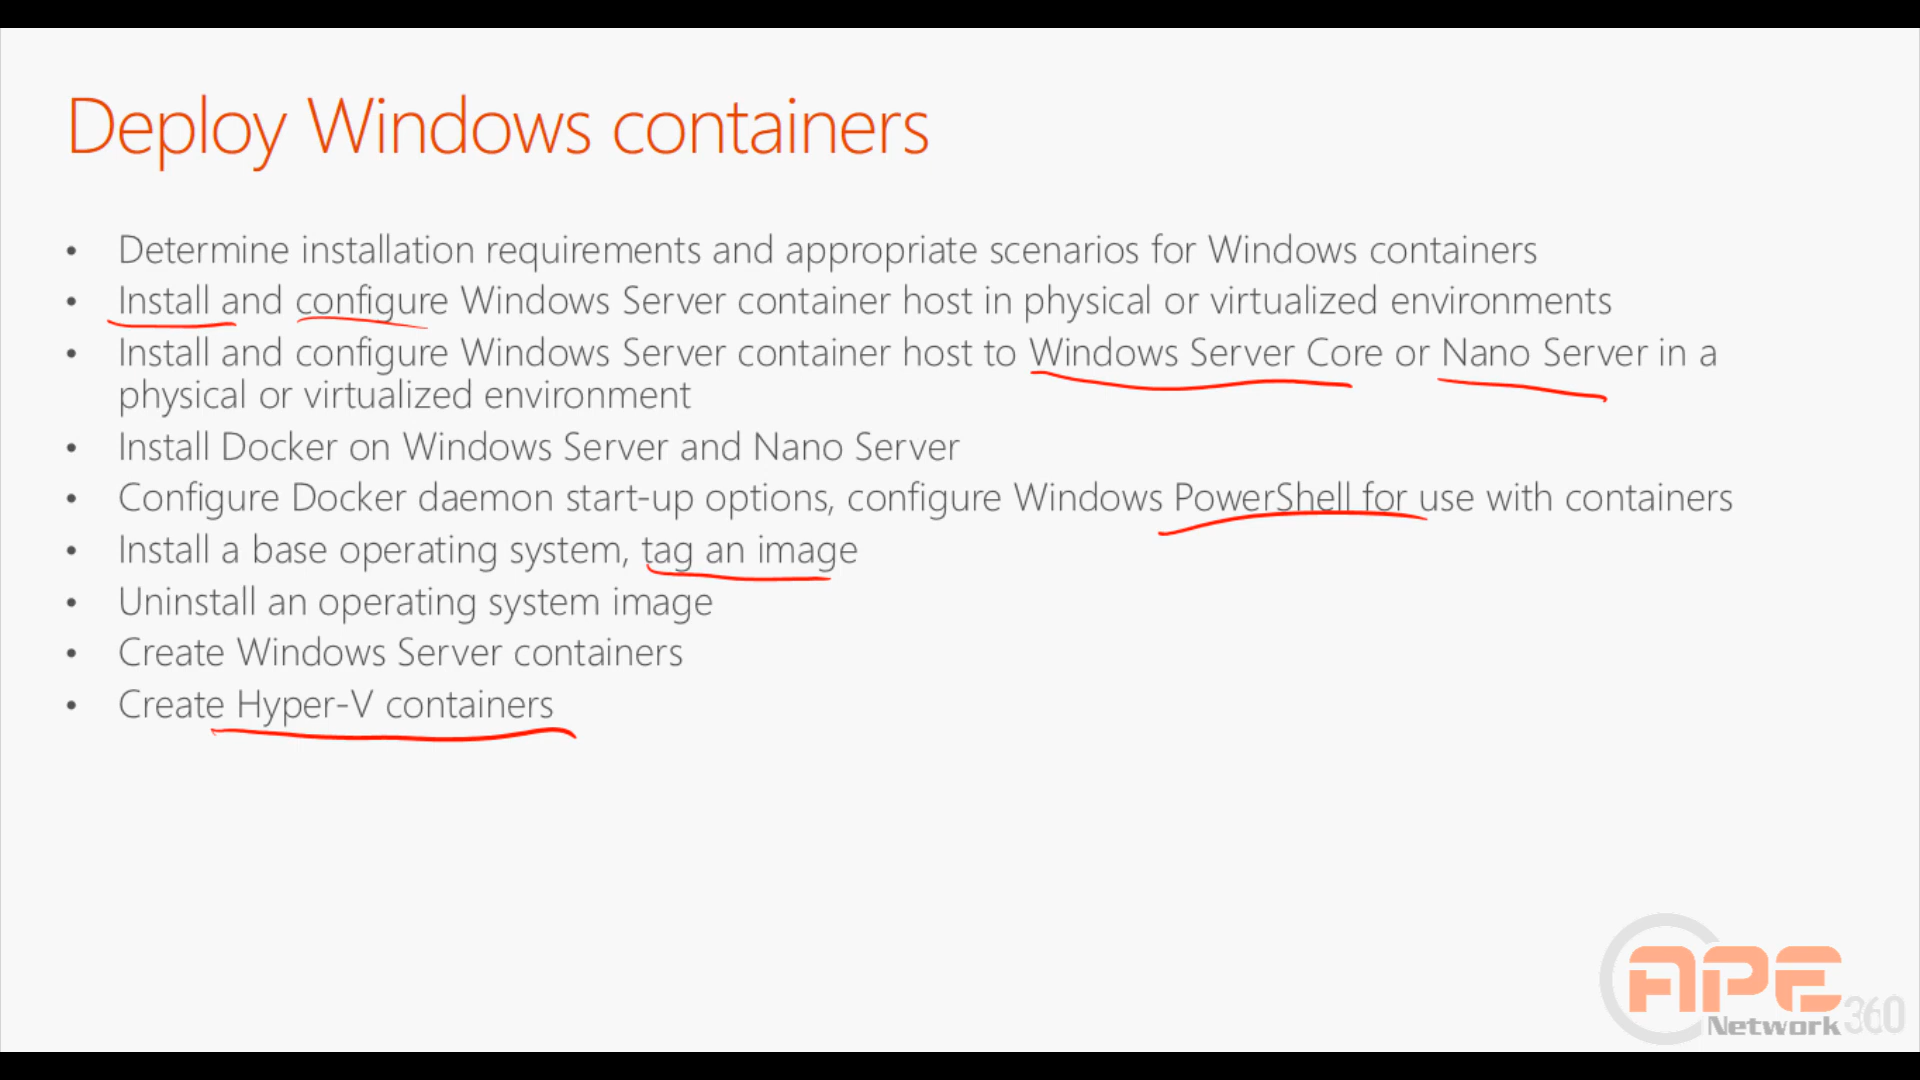 Deploy Windows containers
• Determine installation requirements and appropriate scenarios for Windows containers
• Install and configure Windows Server container host in physical or virtualized environments
• Install and configure Windows Server container host to Windows Server Core or Nano Server in a
physical or virtualized environment
• Install Docker on Windows Server and Nano Server
• Configure Docker daemon start-up options, configure Windows PowerShell for use with containers
• Install a base operating system, tag an image
• Uninstall an operating system image
• Create Windows Server containers
• Create Hyper-V containers
APE
Network 360